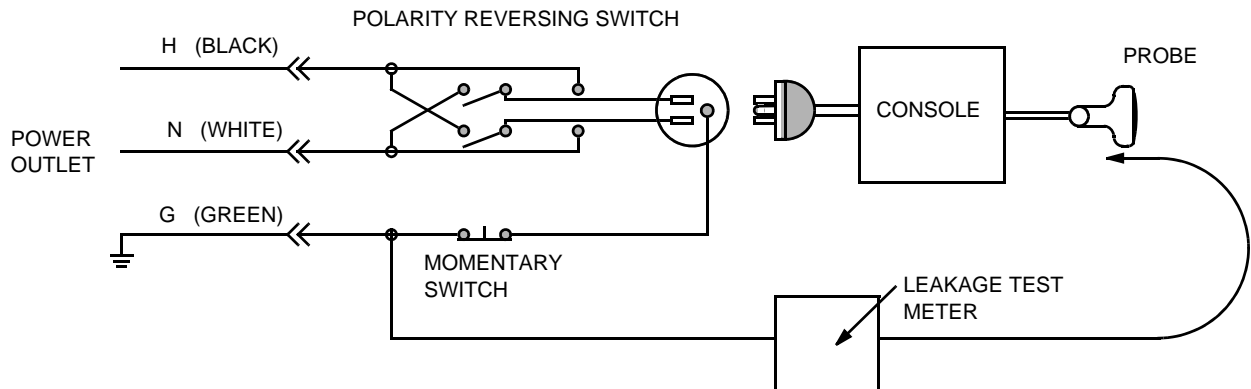 POLARITY REVERSING SWITCH
H (BLACK)
PROBE
CONSOLE
N (WHITE)
POWER
OUTLET
G (GREEN)
MOMENTARY
SWITCH
LEAKAGE TEST
METER